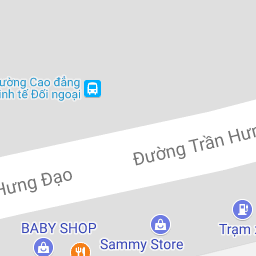 ường Cao đẳng
inh tế Đối ngoại
Đường Trần Hưn
Hưng Đạo
BABY SHOP
Sammy Store
Trạm x